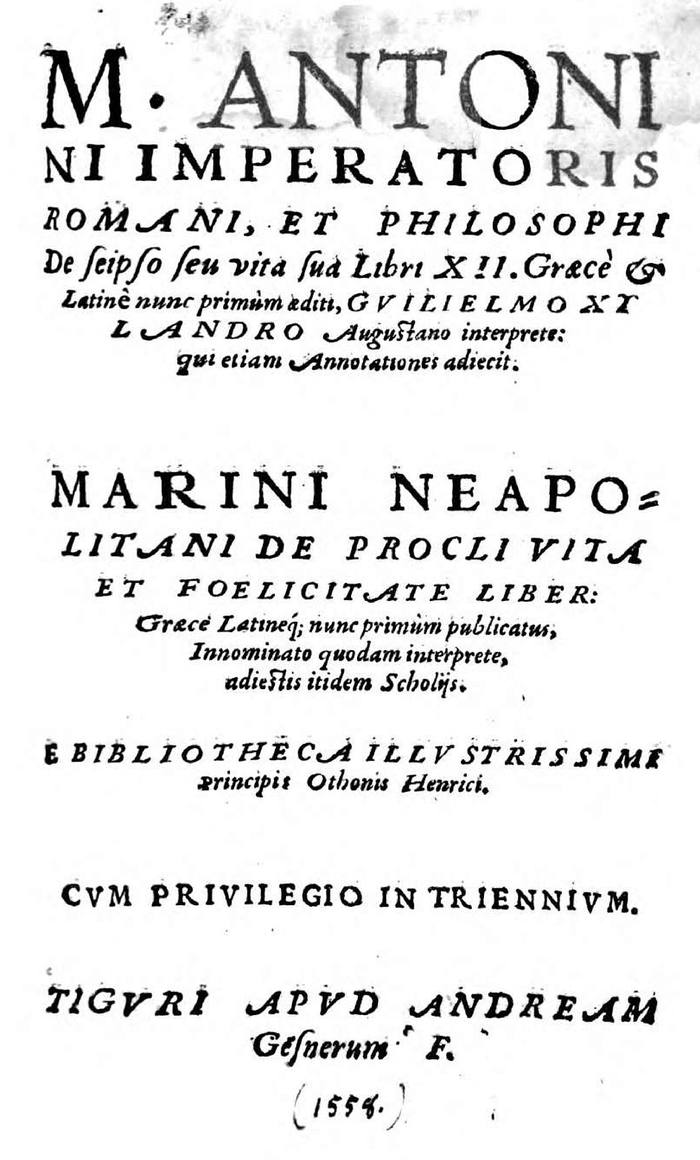 M. ANTONI
NI IMPERATORIS
ROMANI, ET PHILOSOPHI
De ſeipſo ſeu vita ſua Libri XII. Græcè &
Latinè nunc primùm æditi, GVILIELMO XY
LANDRO Auguſtano interprete:
qui etiam Annotationes adiecit.
MARINI NEAPO=
LITANI DE PROCLI VITA
ET FOELICITATE LIBER:
Græcè Latineq́; nunc primùm publicatus,
Innominato quodam interprete,
adiectis itidem Scholijs.
E BIBLIOTHECA ILLVSTRISSIMI
principis Othonis Henrici.
CVM PRIVILEGIO IN TRIENNIVM.
TIGVRI APVD ANDREAM
Geſnerum F.
(1558.)